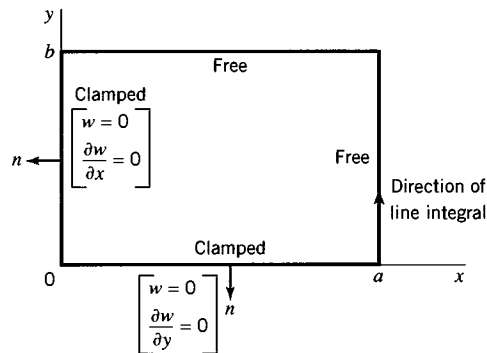 y
b
Free
Clamped
w = 0
∂w/∂x = 0
n
Free
Direction of
line integral
Clamped
0
a
x
w = 0
∂w/∂y = 0
n